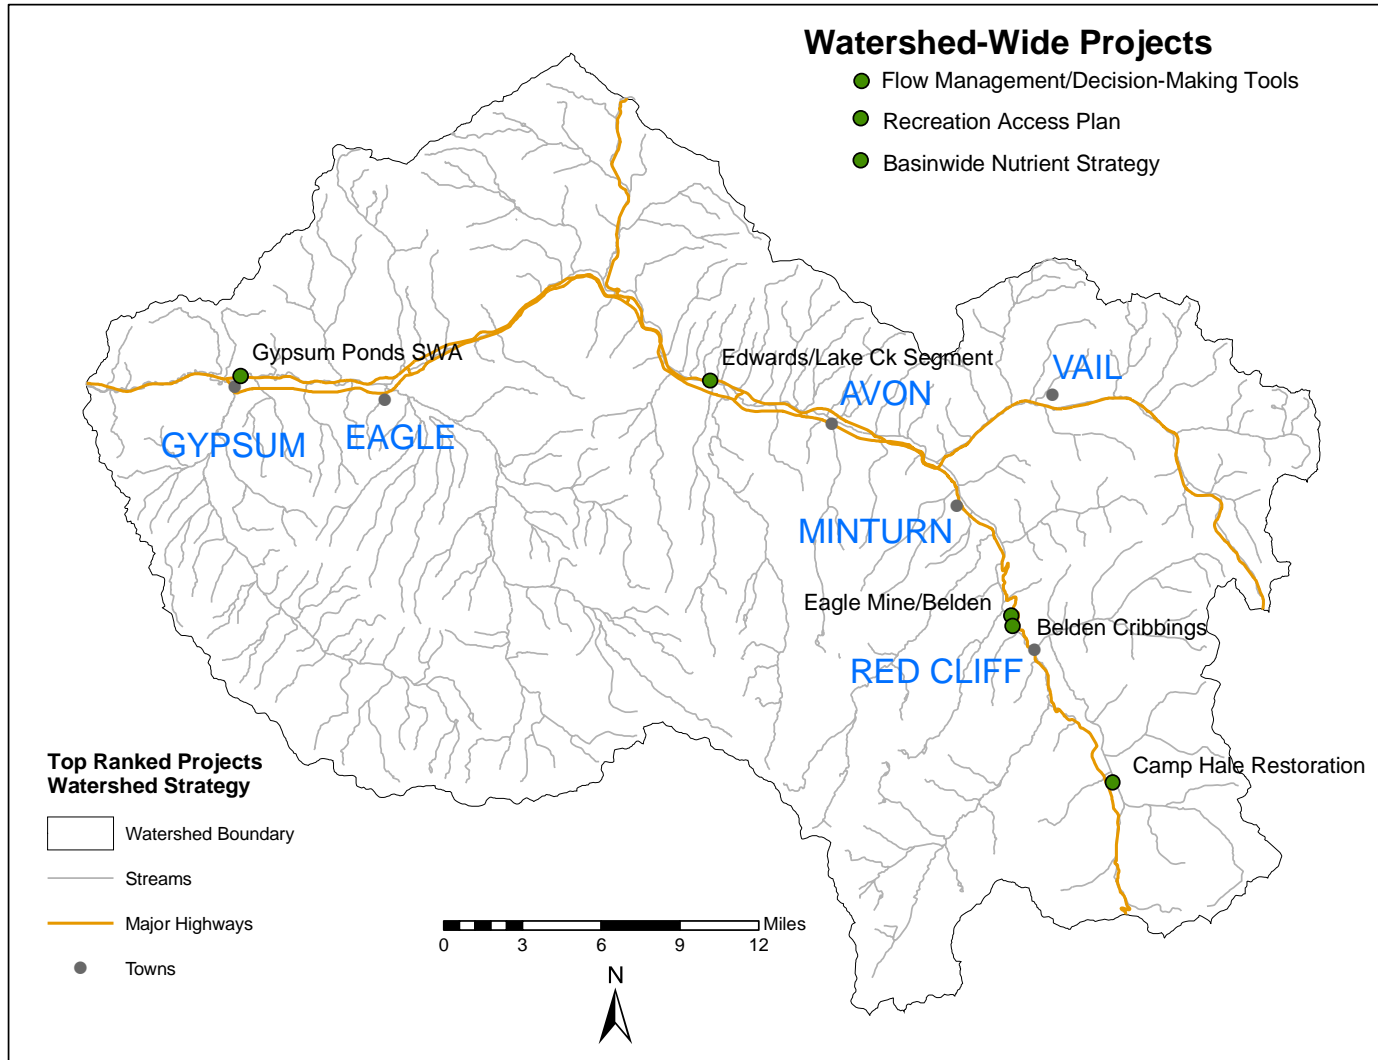 Watershed-Wide Projects
Flow Management/Decision-Making Tools
Recreation Access Plan
Basinwide Nutrient Strategy
Gypsum Ponds SWA
Edwards/Lake Ck Segment
VAIL
AVON
GYPSUM
EAGLE
MINTURN
Eagle Mine/Belden
Belden Cribbings
RED CLIFF
Camp Hale Restoration
Top Ranked Projects
Watershed Strategy
Watershed Boundary
Streams
Major Highways
Towns
Miles
0 3 6 9 12
N